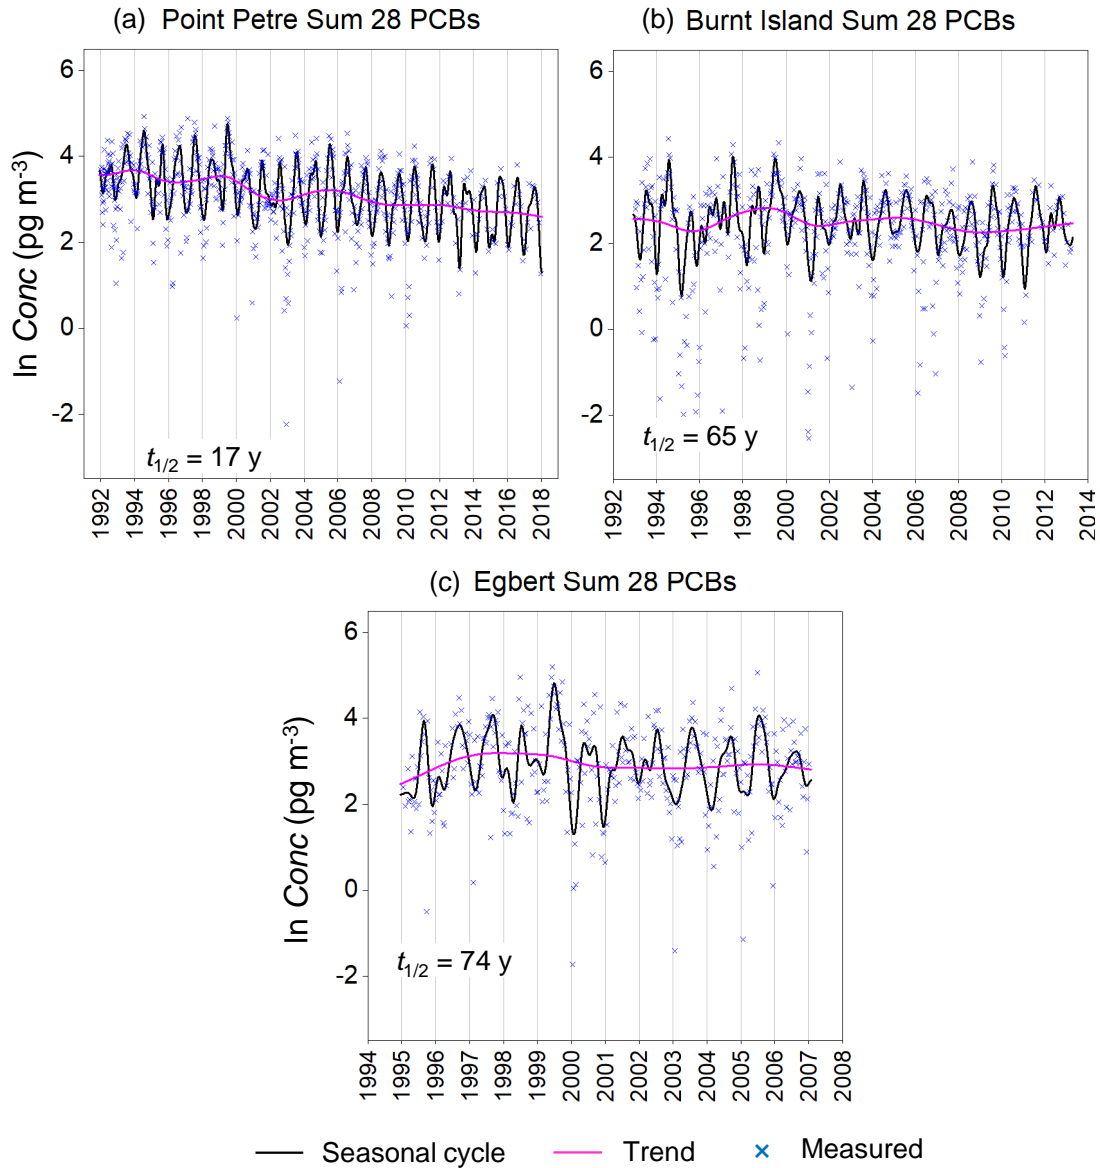 (a) Point Petre Sum 28 PCBs
6
4
2
0
-2
ln Conc (pg m-3)
t1/2 = 17 y
1992 1994 1996 1998 2000 2002 2004 2006 2008 2010 2012 2014 2016 2018
(b) Burnt Island Sum 28 PCBs
6
4
2
0
-2
t1/2 = 65 y
1992 1994 1996 1998 2000 2002 2004 2006 2008 2010 2012 2014
(c) Egbert Sum 28 PCBs
6
4
2
0
-2
ln Conc (pg m-3)
t1/2 = 74 y
1994 1995 1996 1997 1998 1999 2000 2001 2002 2003 2004 2005 2006 2007 2008
Seasonal cycle Trend Measured